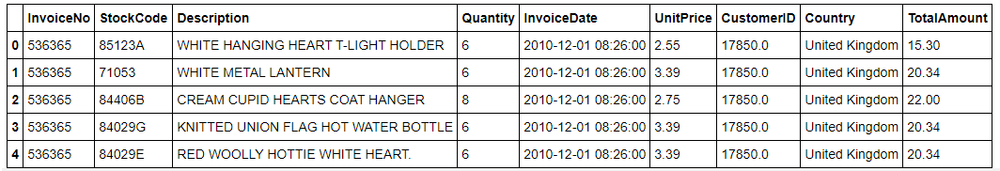 InvoiceNo StockCode Description Quantity InvoiceDate UnitPrice CustomerID Country TotalAmount
0 536365 85123A WHITE HANGING HEART T-LIGHT HOLDER 6 2010-12-01 08:26:00 2.55 17850.0 United Kingdom 15.30
1 536365 71053 WHITE METAL LANTERN 6 2010-12-01 08:26:00 3.39 17850.0 United Kingdom 20.34
2 536365 84406B CREAM CUPID HEARTS COAT HANGER 8 2010-12-01 08:26:00 2.75 17850.0 United Kingdom 22.00
3 536365 84029G KNITTED UNION FLAG HOT WATER BOTTLE 6 2010-12-01 08:26:00 3.39 17850.0 United Kingdom 20.34
4 536365 84029E RED WOOLLY HOTTIE WHITE HEART. 6 2010-12-01 08:26:00 3.39 17850.0 United Kingdom 20.34